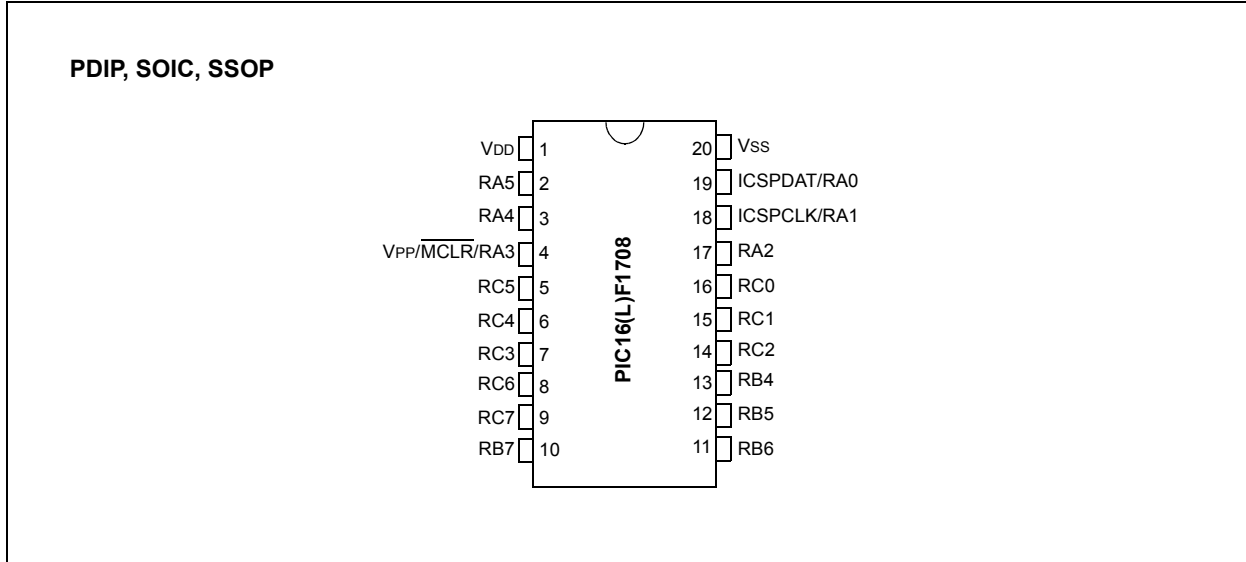 PDIP, SOIC, SSOP
VDD 1 20 VSS
RA5 2 19 ICSPDAT/RA0
RA4 3 18 ICSPCLK/RA1
VPP/MCLR/RA3 4 17 RA2
RC5 5 16 RC0
RC4 6 15 RC1
RC3 7 14 RC2
RC6 8 13 RB4
RC7 9 12 RB5
RB7 10 11 RB6
PIC16(L)F1708